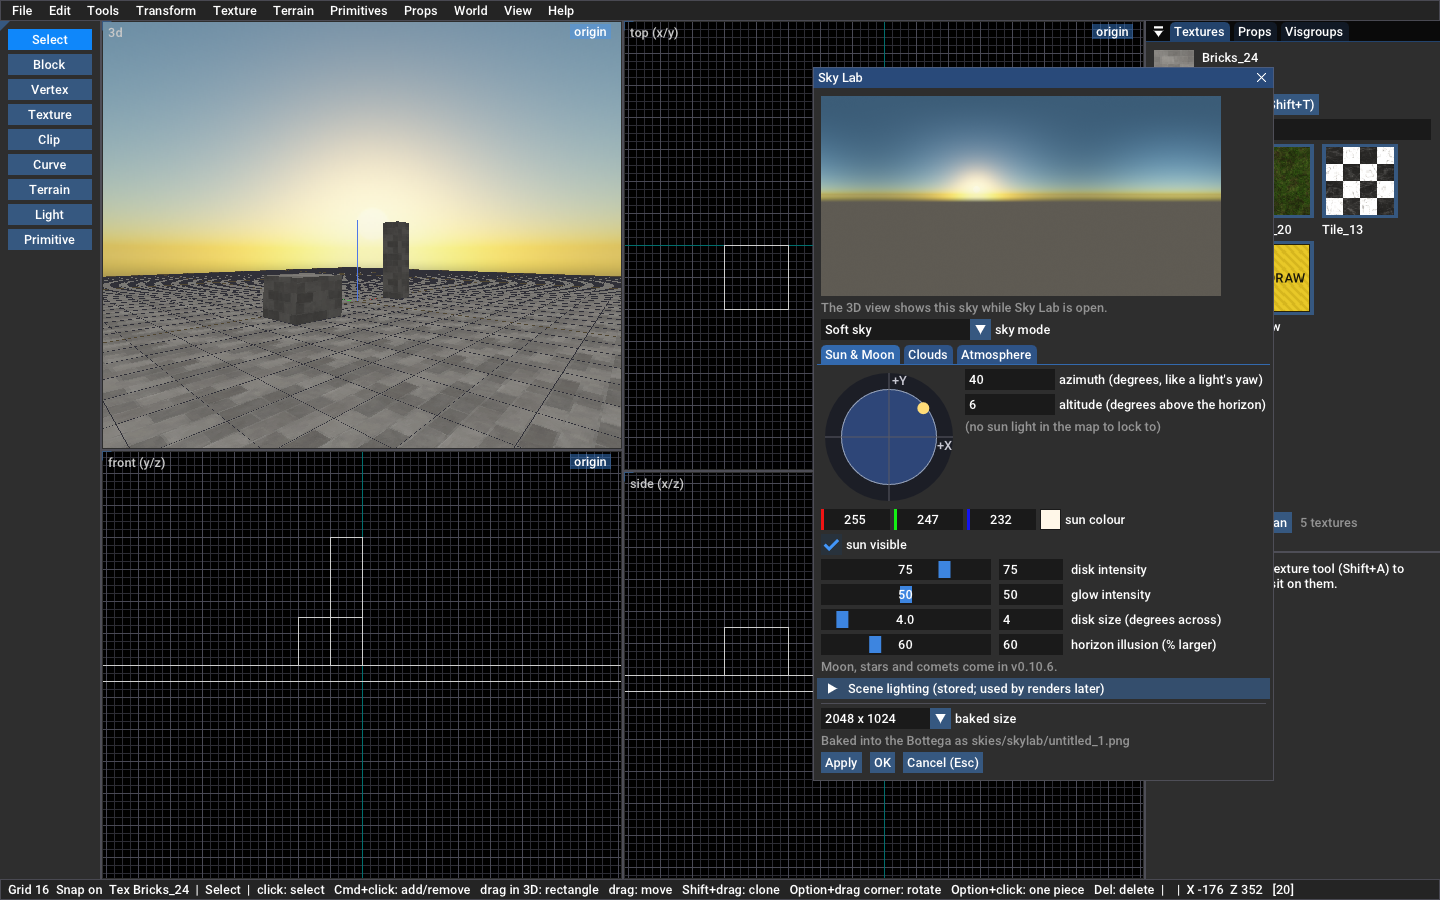 File Edit Tools Transform Texture Terrain Primitives Props World View Help
Select
Block
Vertex
Texture
Clip
Curve
Terrain
Light
Primitive
3d
origin
top (x/y)
origin
front (y/z)
origin
side (x/z)
Textures Props Visgroups
Bricks_24
Shift+T)
_20
Tile_13
DRAW
w
an
5 textures
exture tool (Shift+A) to
sit on them.
Sky Lab
The 3D view shows this sky while Sky Lab is open.
Soft sky
sky mode
Sun & Moon
Clouds
Atmosphere
+Y
+X
40
azimuth (degrees, like a light's yaw)
6
altitude (degrees above the horizon)
(no sun light in the map to lock to)
255 247 232 sun colour
sun visible
75 75 disk intensity
50 50 glow intensity
4.0 4 disk size (degrees across)
60 60 horizon illusion (% larger)
Moon, stars and comets come in v0.10.6.
Scene lighting (stored; used by renders later)
2048 x 1024 baked size
Baked into the Bottega as skies/skylab/untitled_1.png
Apply OK Cancel (Esc)
Grid 16 Snap on Tex Bricks_24 | Select | click: select Cmd+click: add/remove drag in 3D: rectangle drag: move Shift+drag: clone Option+drag corner: rotate Option+click: one piece Del: delete | | X -176 Z 352 [20]